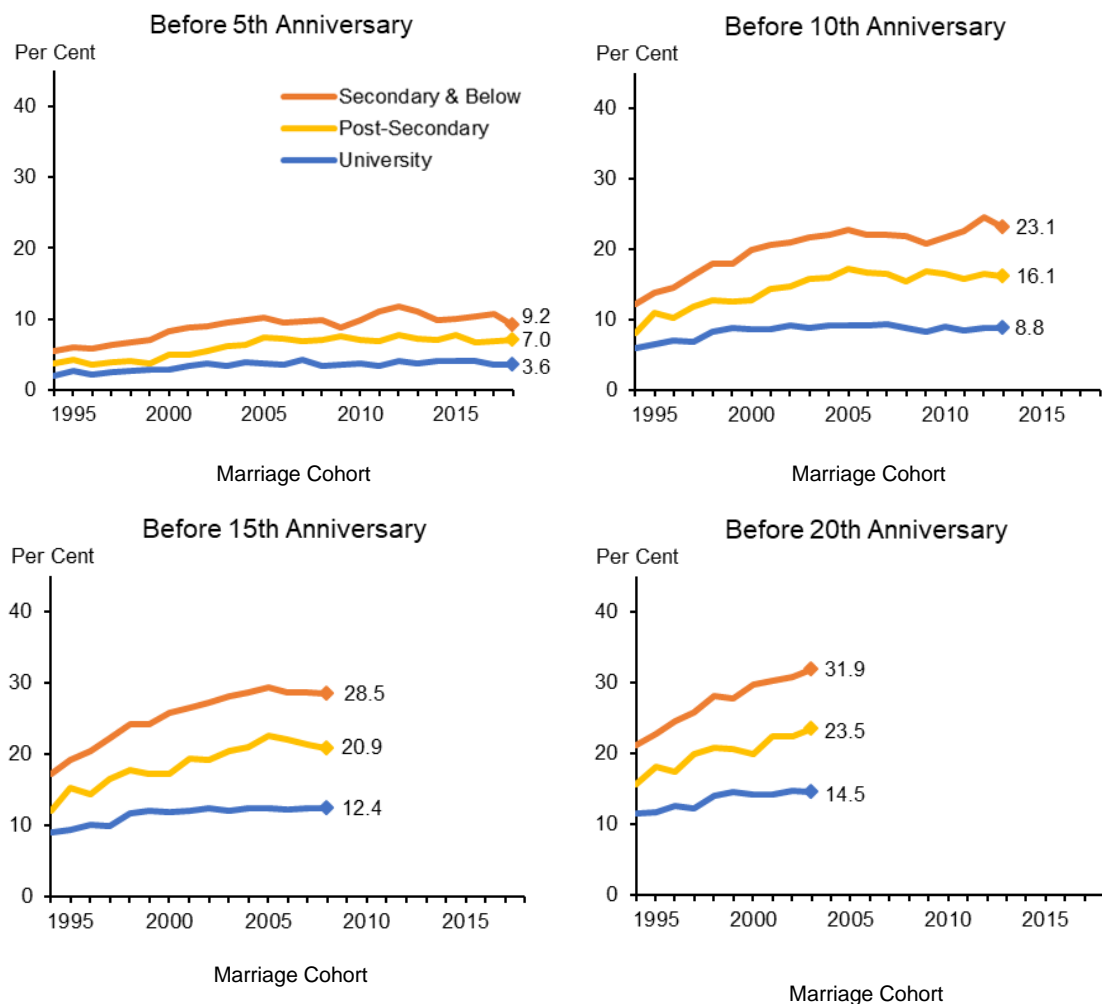 Before 5th Anniversary
Per Cent
40
30
20
10
0
Secondary & Below
Post-Secondary
University
9.2
7.0
3.6
1995 2000 2005 2010 2015
Marriage Cohort
Before 10th Anniversary
Per Cent
40
30
20
10
0
23.1
16.1
8.8
1995 2000 2005 2010 2015
Marriage Cohort
Before 15th Anniversary
Per Cent
40
30
20
10
0
28.5
20.9
12.4
1995 2000 2005 2010 2015
Marriage Cohort
Before 20th Anniversary
Per Cent
40
30
20
10
0
31.9
23.5
14.5
1995 2000 2005 2010 2015
Marriage Cohort